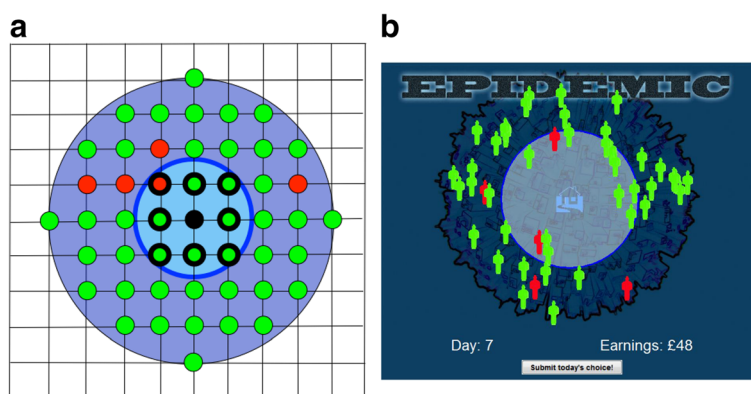 a
b
EPIDEMIC
Day: 7
Earnings: £48
Submit today's choice!